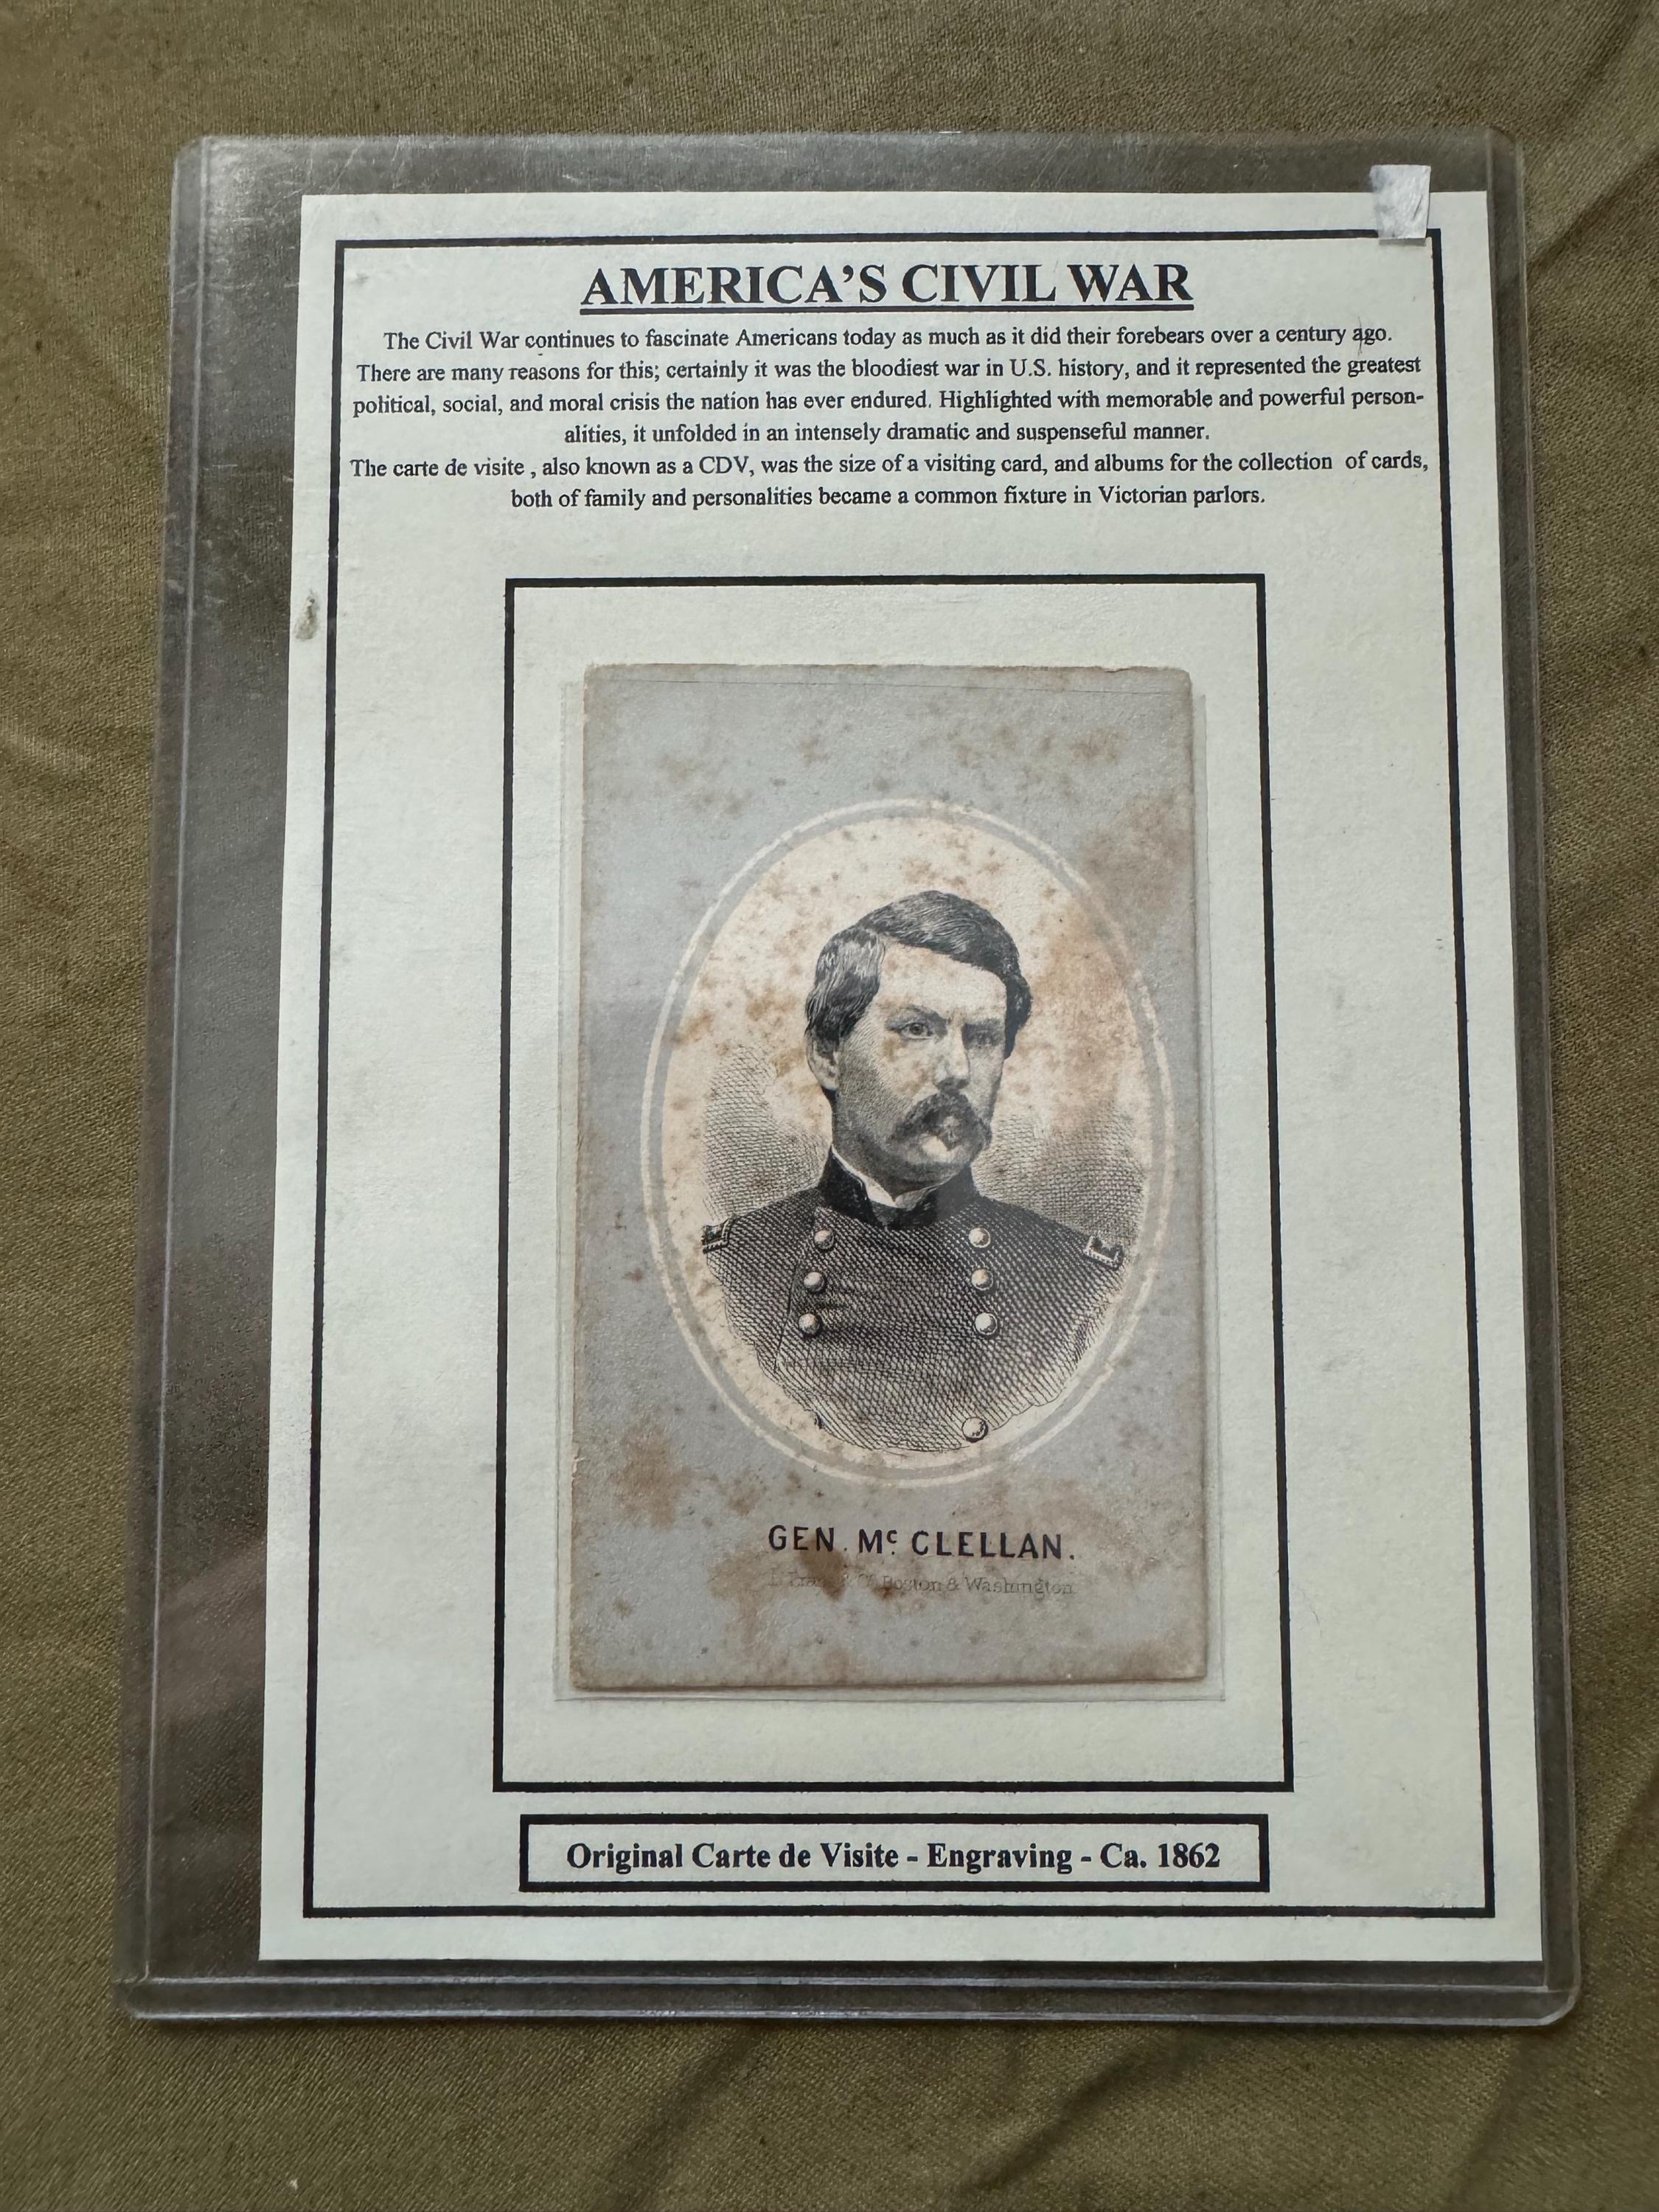 AMERICA'S CIVIL WAR
The Civil War continues to fascinate Americans today as much as it did their forebears over a century ago.
There are many reasons for this; certainly it was the bloodiest war in U.S. history, and it represented the greatest
political, social, and moral crisis the nation has ever endured. Highlighted with memorable and powerful person-
alities, it unfolded in an intensely dramatic and suspenseful manner.
The carte de visite , also known as a CDV, was the size of a visiting card, and albums for the collection of cards,
both of family and personalities became a common fixture in Victorian parlors.
GEN. Mc CLELLAN.
Boston & Washington
Original Carte de Visite - Engraving - Ca. 1862